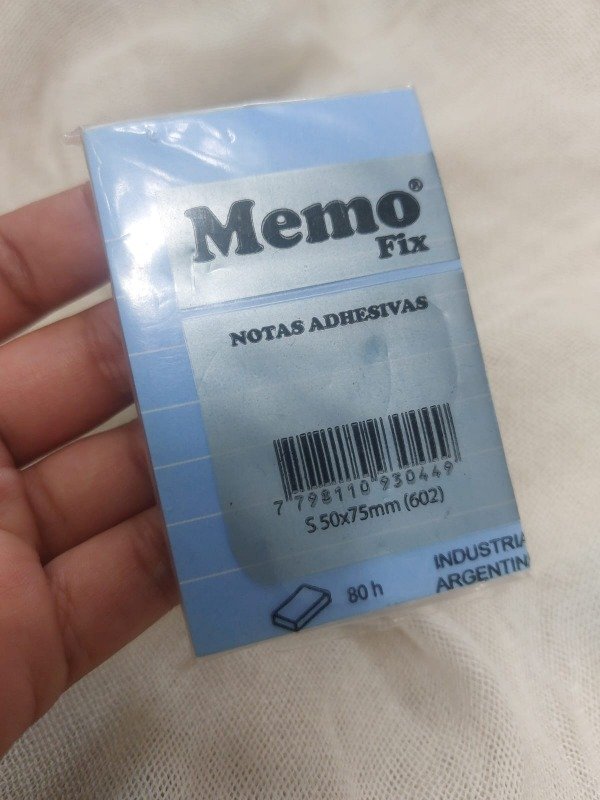 Memo®
Fix
NOTAS ADHESIVAS
7 798110 930449
S 50x75mm (602)
80 h
INDUSTRIA
ARGENTIN